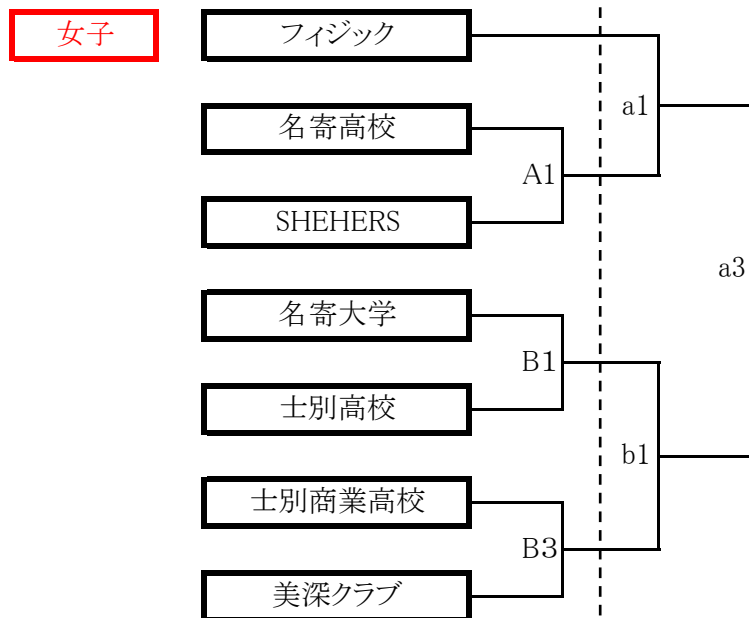 女子
フィジック
名寄高校
SHEHERS
名寄大学
士別高校
士別商業高校
美深クラブ
A1
B1
B3
a1
b1
a3